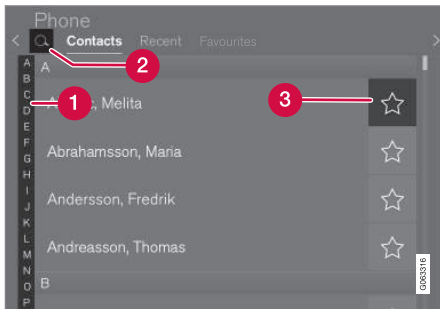 Phone
Contacts Recent Favourites
2
A
A
B
C
D
E
F
G
H
I
J
K
L
M
N
O
P
1
Melita
3
Abrahamsson, Maria
Andersson, Fredrik
Andreasson, Thomas
B
G063316